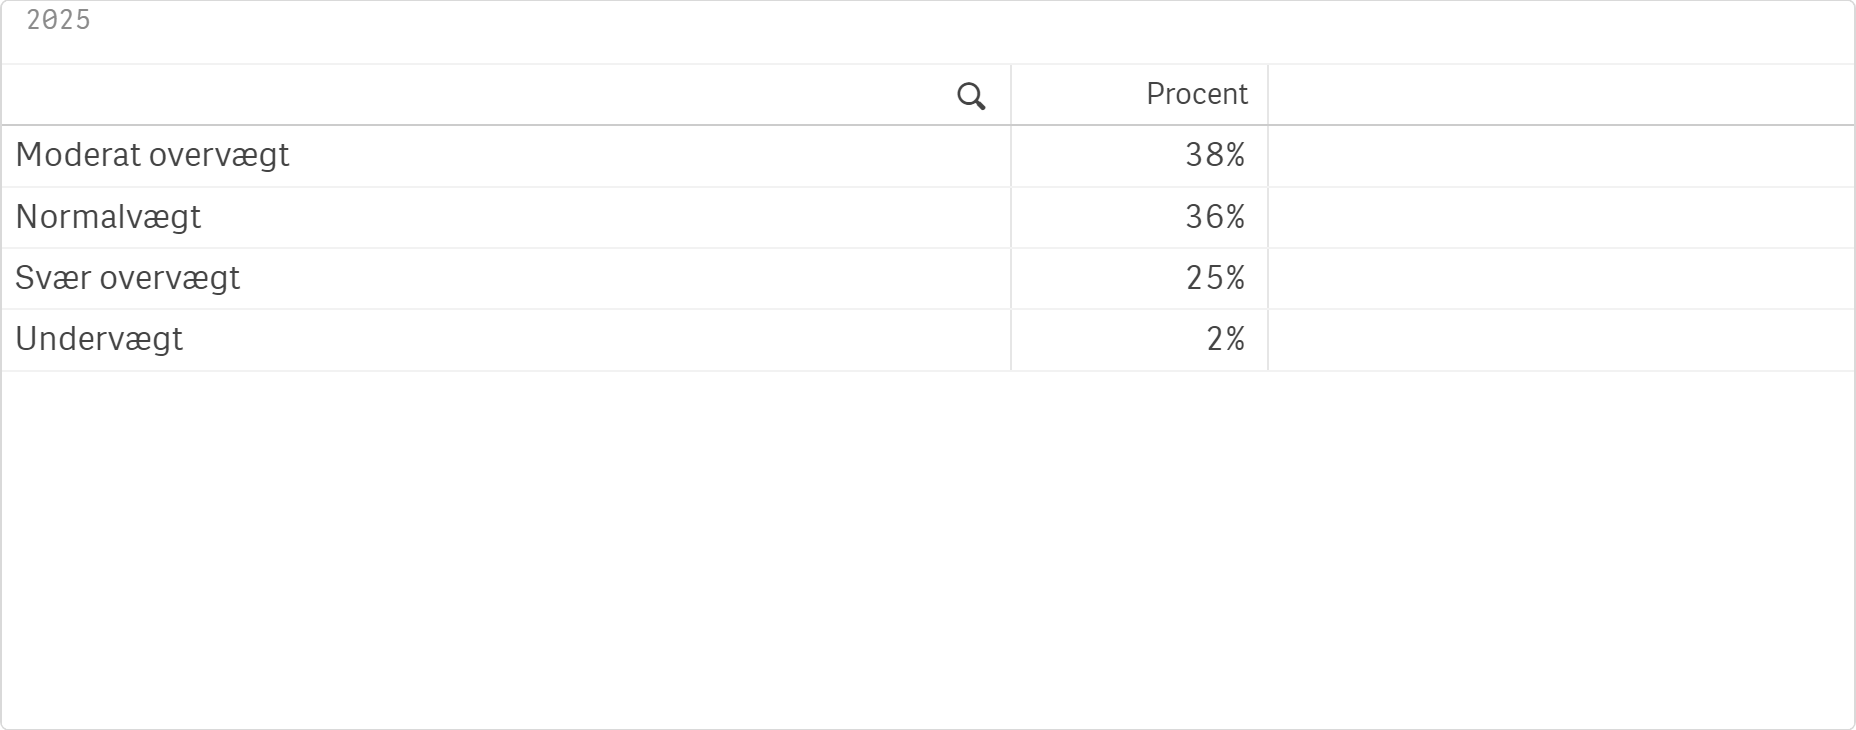 2025
Procent
Moderat overvægt 38%
Normalvægt 36%
Svær overvægt 25%
Undervægt 2%